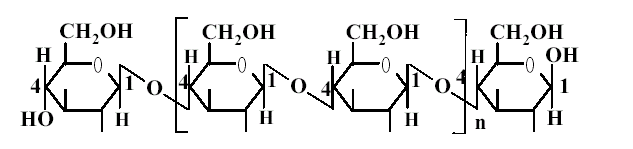 CH₂OH CH₂OH CH₂OH CH₂OH
H O H O H O H O OH
4 1 O 4 1 O 4 1 O 4 1
HO H H H n H